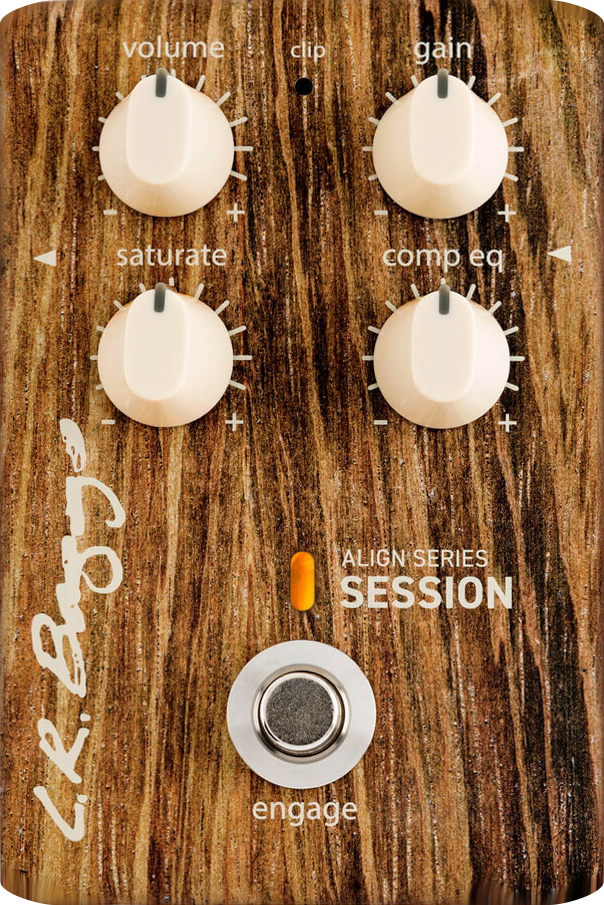 volume clip gain
- + - +
saturate comp eq
- + - +
ALIGN SERIES
SESSION
L.R. Baggs
engage